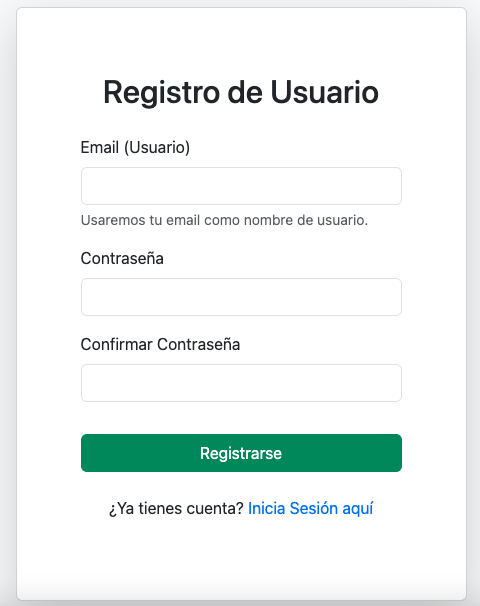 Registro de Usuario
Email (Usuario)
Usaremos tu email como nombre de usuario.
Contraseña
Confirmar Contraseña
Registrarse
¿Ya tienes cuenta? Inicia Sesión aquí